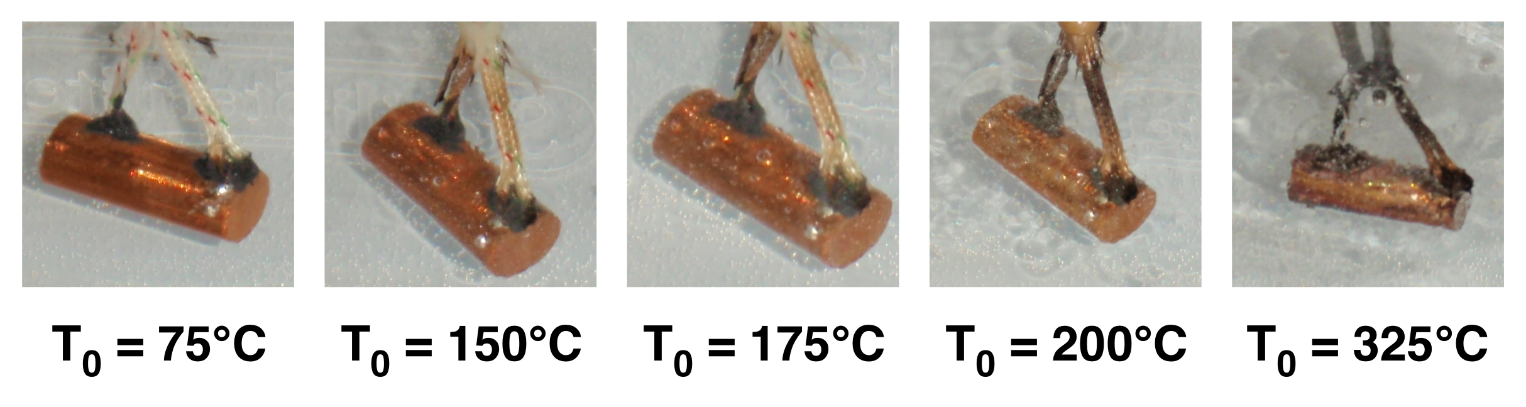 T₀ = 75°C
T₀ = 150°C
T₀ = 175°C
T₀ = 200°C
T₀ = 325°C